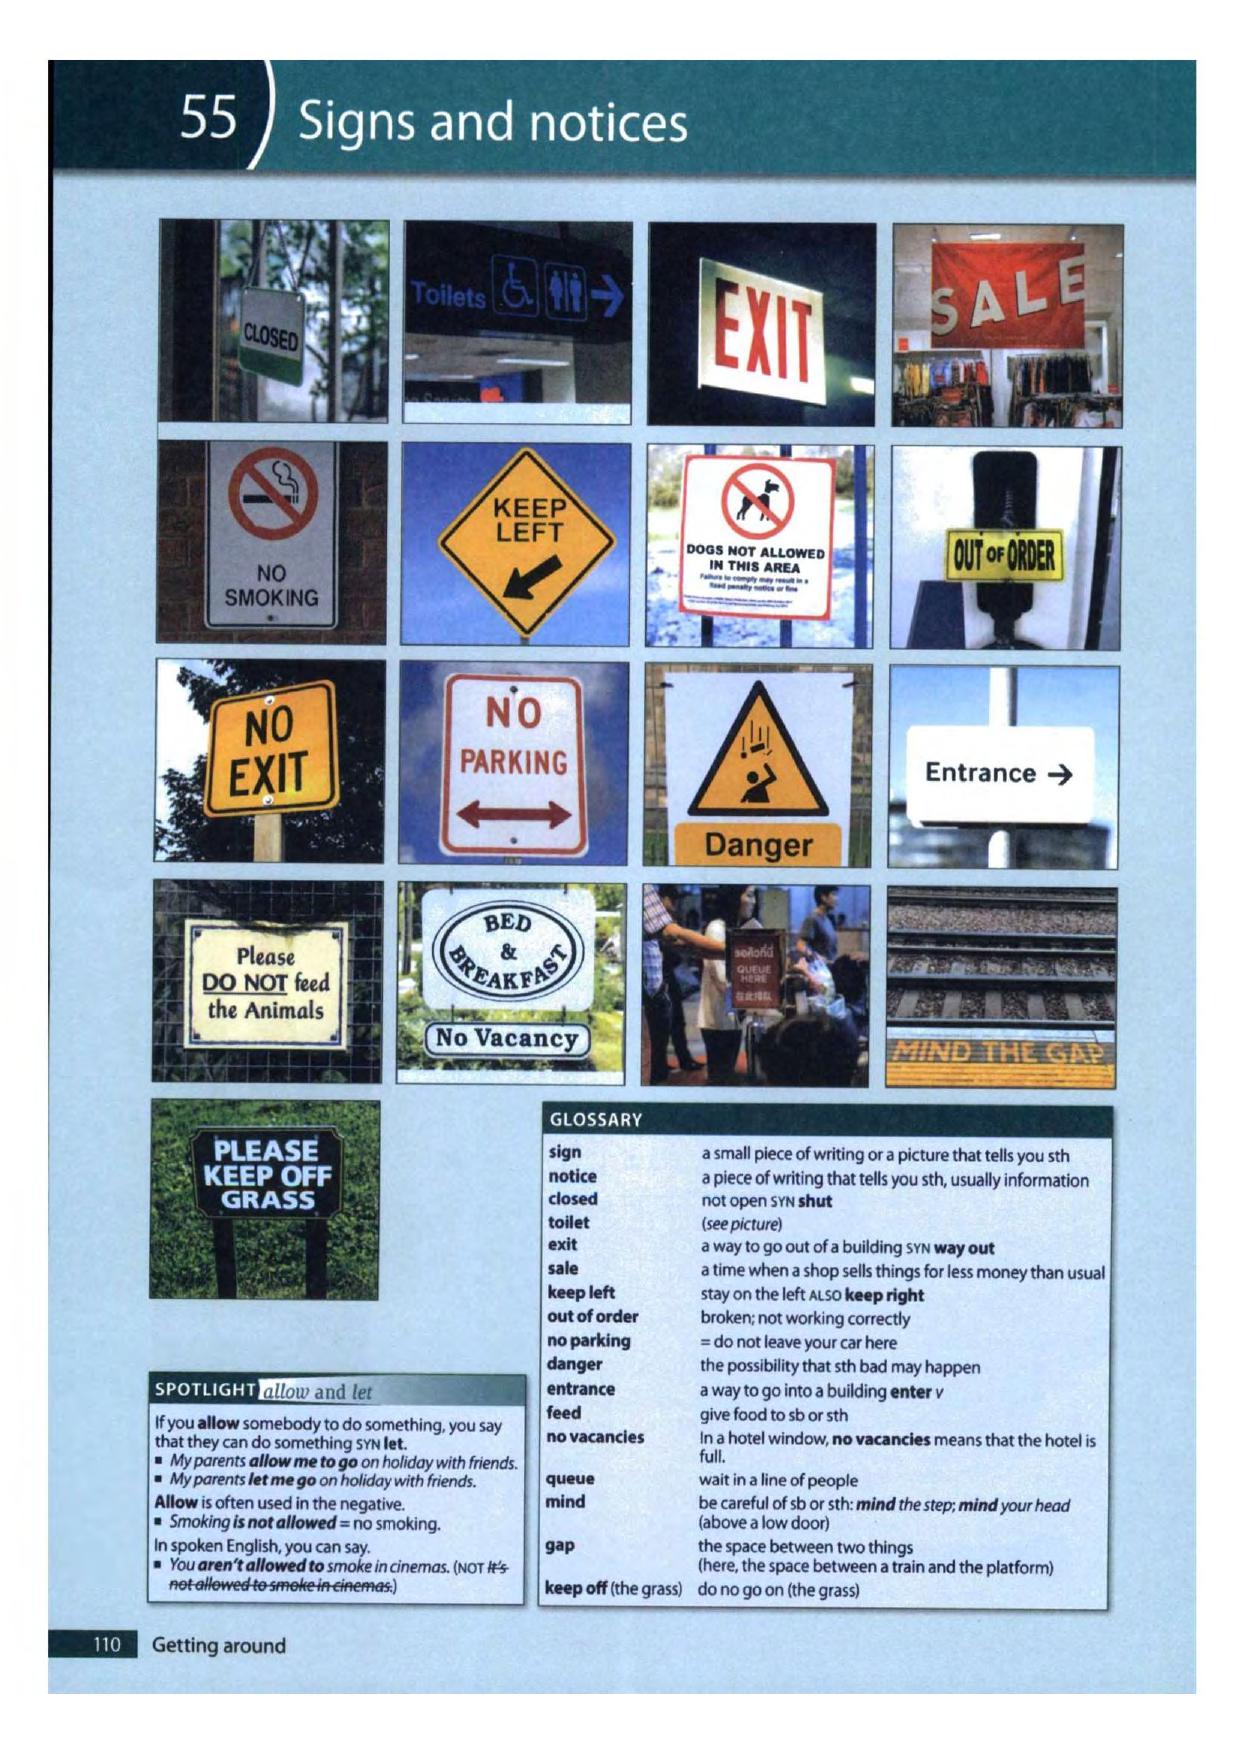 55
Signs and notices
CLOSED
Toilets
EXIT
SALE
NO
SMOKING
KEEP
LEFT
DOGS NOT ALLOWED
IN THIS AREA
Failure to comply may result in a
fixed penalty notice or fine
OUT OF ORDER
NO
EXIT
NO
PARKING
Danger
Entrance →
Please
DO NOT feed
the Animals
BED
&
BREAKFAST
No Vacancy
QUEUE
HERE
MIND THE GAP
PLEASE
KEEP OFF
GRASS
GLOSSARY
sign a small piece of writing or a picture that tells you sth
notice a piece of writing that tells you sth, usually information
closed not open SYN shut
toilet (see picture)
exit a way to go out of a building SYN way out
sale a time when a shop sells things for less money than usual
keep left stay on the left ALSO keep right
out of order broken; not working correctly
no parking = do not leave your car here
danger the possibility that sth bad may happen
entrance a way to go into a building enter v
feed give food to sb or sth
no vacancies In a hotel window, no vacancies means that the hotel is
full.
queue wait in a line of people
mind be careful of sb or sth: mind the step; mind your head
(above a low door)
gap the space between two things
(here, the space between a train and the platform)
keep off (the grass) do no go on (the grass)
SPOTLIGHT allow and let
If you allow somebody to do something, you say
that they can do something SYN let.
▪ My parents allow me to go on holiday with friends.
▪ My parents let me go on holiday with friends.
Allow is often used in the negative.
▪ Smoking is not allowed = no smoking.
In spoken English, you can say.
▪ You aren't allowed to smoke in cinemas. (NOT It's
not allowed to smoke in cinemas.)
110 Getting around